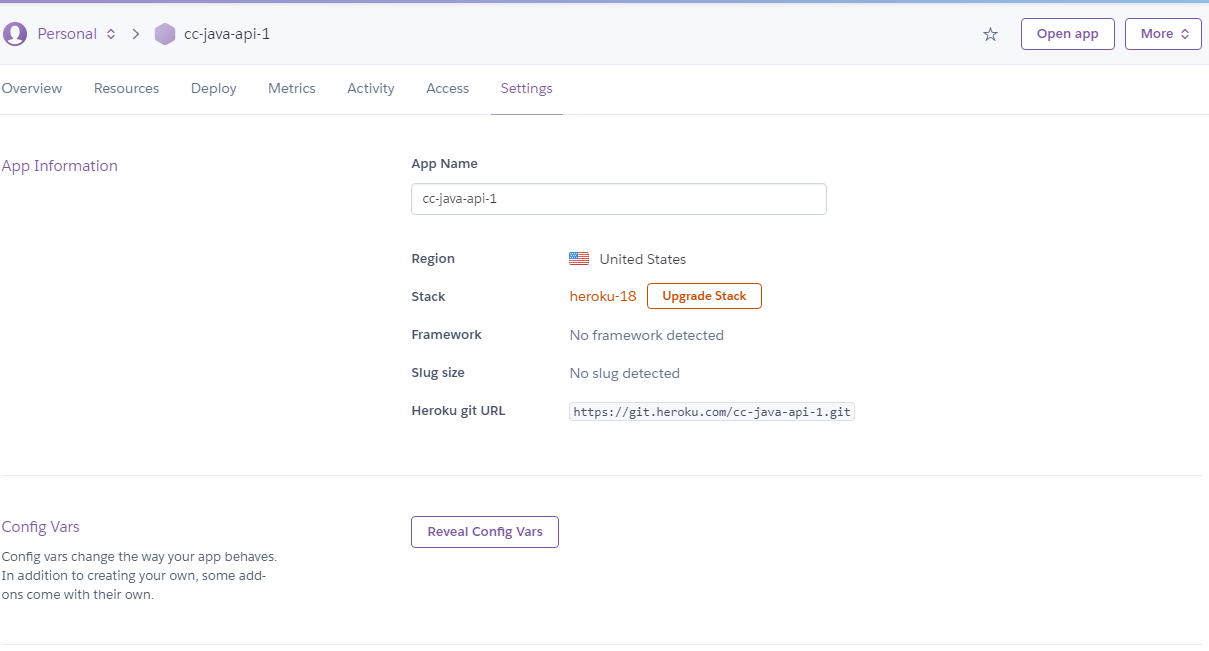 Personal
cc-java-api-1
Open app
More
Overview
Resources
Deploy
Metrics
Activity
Access
Settings
App Information
App Name
cc-java-api-1
Region
United States
Stack
heroku-18
Upgrade Stack
Framework
No framework detected
Slug size
No slug detected
Heroku git URL
https://git.heroku.com/cc-java-api-1.git
Config Vars
Config vars change the way your app behaves.
In addition to creating your own, some add-
ons come with their own.
Reveal Config Vars